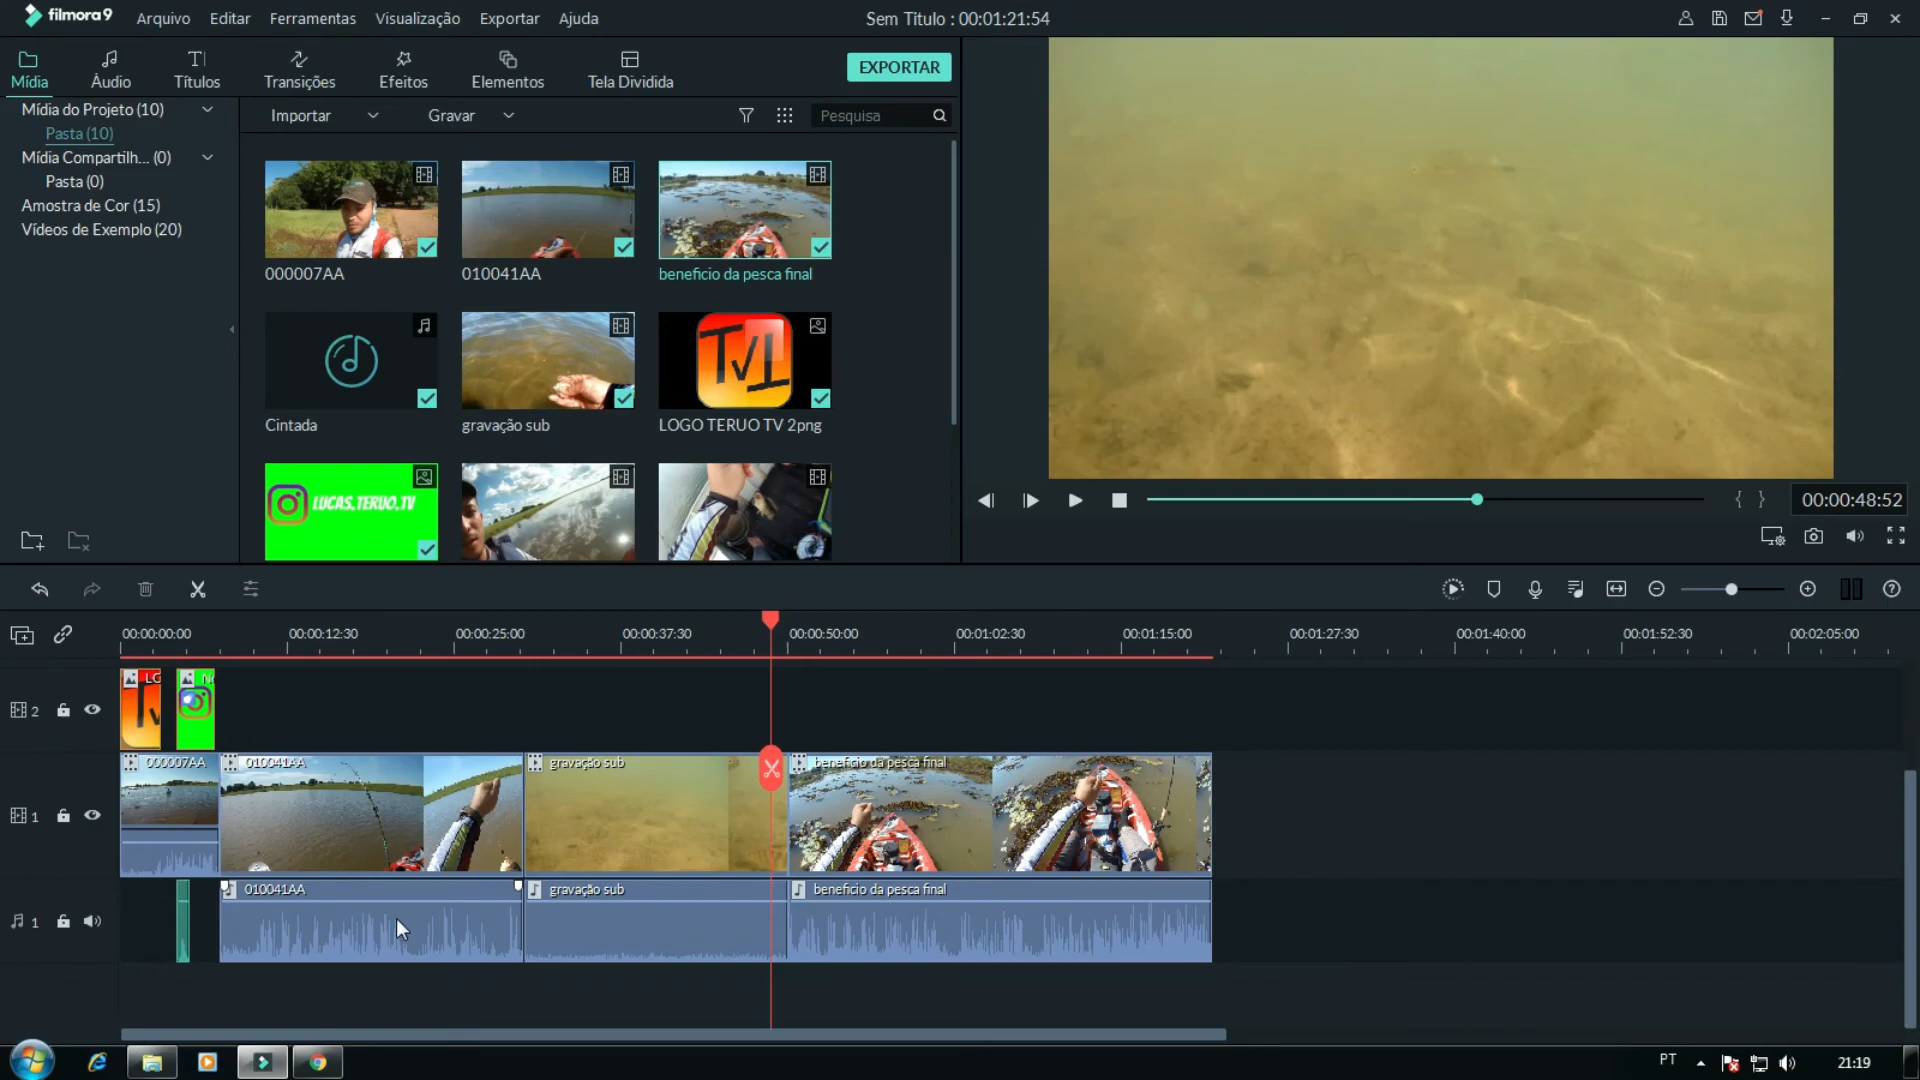 filmora9
Arquivo Editar Ferramentas Visualização Exportar Ajuda
Sem Titulo : 00:01:21:54
Mídia Áudio Títulos Transições Efeitos Elementos Tela Dividida
EXPORTAR
Mídia do Projeto (10)
Pasta (10)
Mídia Compartilh... (0)
Pasta (0)
Amostra de Cor (15)
Vídeos de Exemplo (20)
Importar Gravar Pesquisa
000007AA 010041AA beneficio da pesca final
TVT
Cintada gravação sub LOGO TERUO TV 2png
LUCAS.TERUO.TV
{ } 00:00:48:52
00:00:00:00 00:00:12:30 00:00:25:00 00:00:37:30 00:00:50:00 00:01:02:30 00:01:15:00 00:01:27:30 00:01:40:00 00:01:52:30 00:02:05:00
2
1 000007AA 010041AA gravação sub beneficio da pesca final
1 010041AA gravação sub beneficio da pesca final
PT 21:19